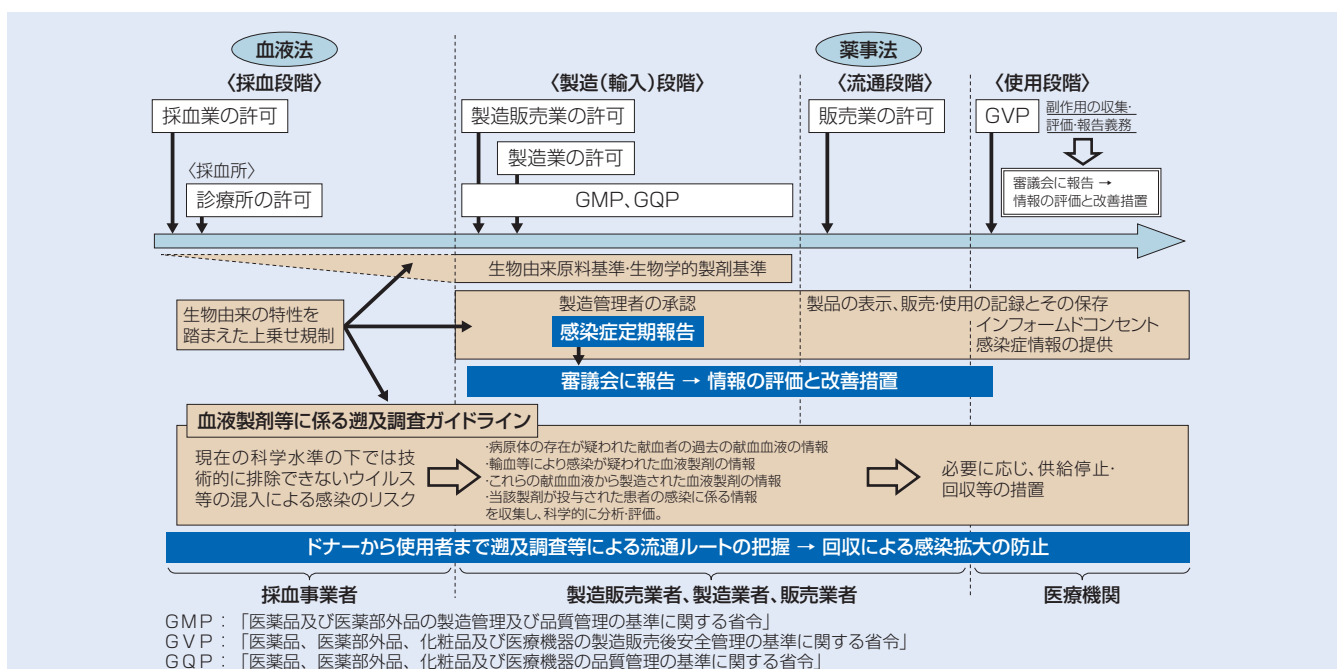 血液法
薬事法
〈採血段階〉
〈製造(輸入)段階〉
〈流通段階〉
〈使用段階〉
採血業の許可
製造販売業の許可
販売業の許可
GVP
副作用の収集・
評価・報告義務
製造業の許可
〈採血所〉
診療所の許可
GMP、GQP
審議会に報告 →
情報の評価と改善措置
生物由来原料基準・生物学的製剤基準
生物由来の特性を
踏まえた上乗せ規制
製造管理者の承認
感染症定期報告
製品の表示、販売・使用の記録とその保存
インフォームドコンセント
感染症情報の提供
審議会に報告 → 情報の評価と改善措置
血液製剤等に係る遡及調査ガイドライン
現在の科学水準の下では技
術的に排除できないウイルス
等の混入による感染のリスク
・病原体の存在が疑われた献血者の過去の献血血液の情報
・輸血等により感染が疑われた血液製剤の情報
・これらの献血血液から製造された血液製剤の情報
・当該製剤が投与された患者の感染に係る情報
を収集し、科学的に分析・評価。
必要に応じ、供給停止・
回収等の措置
ドナーから使用者まで遡及調査等による流通ルートの把握 → 回収による感染拡大の防止
採血事業者
製造販売業者、製造業者、販売業者
医療機関
GMP:「医薬品及び医薬部外品の製造管理及び品質管理の基準に関する省令」
GVP:「医薬品、医薬部外品、化粧品及び医療機器の製造販売後安全管理の基準に関する省令」
GQP:「医薬品、医薬部外品、化粧品及び医療機器の品質管理の基準に関する省令」